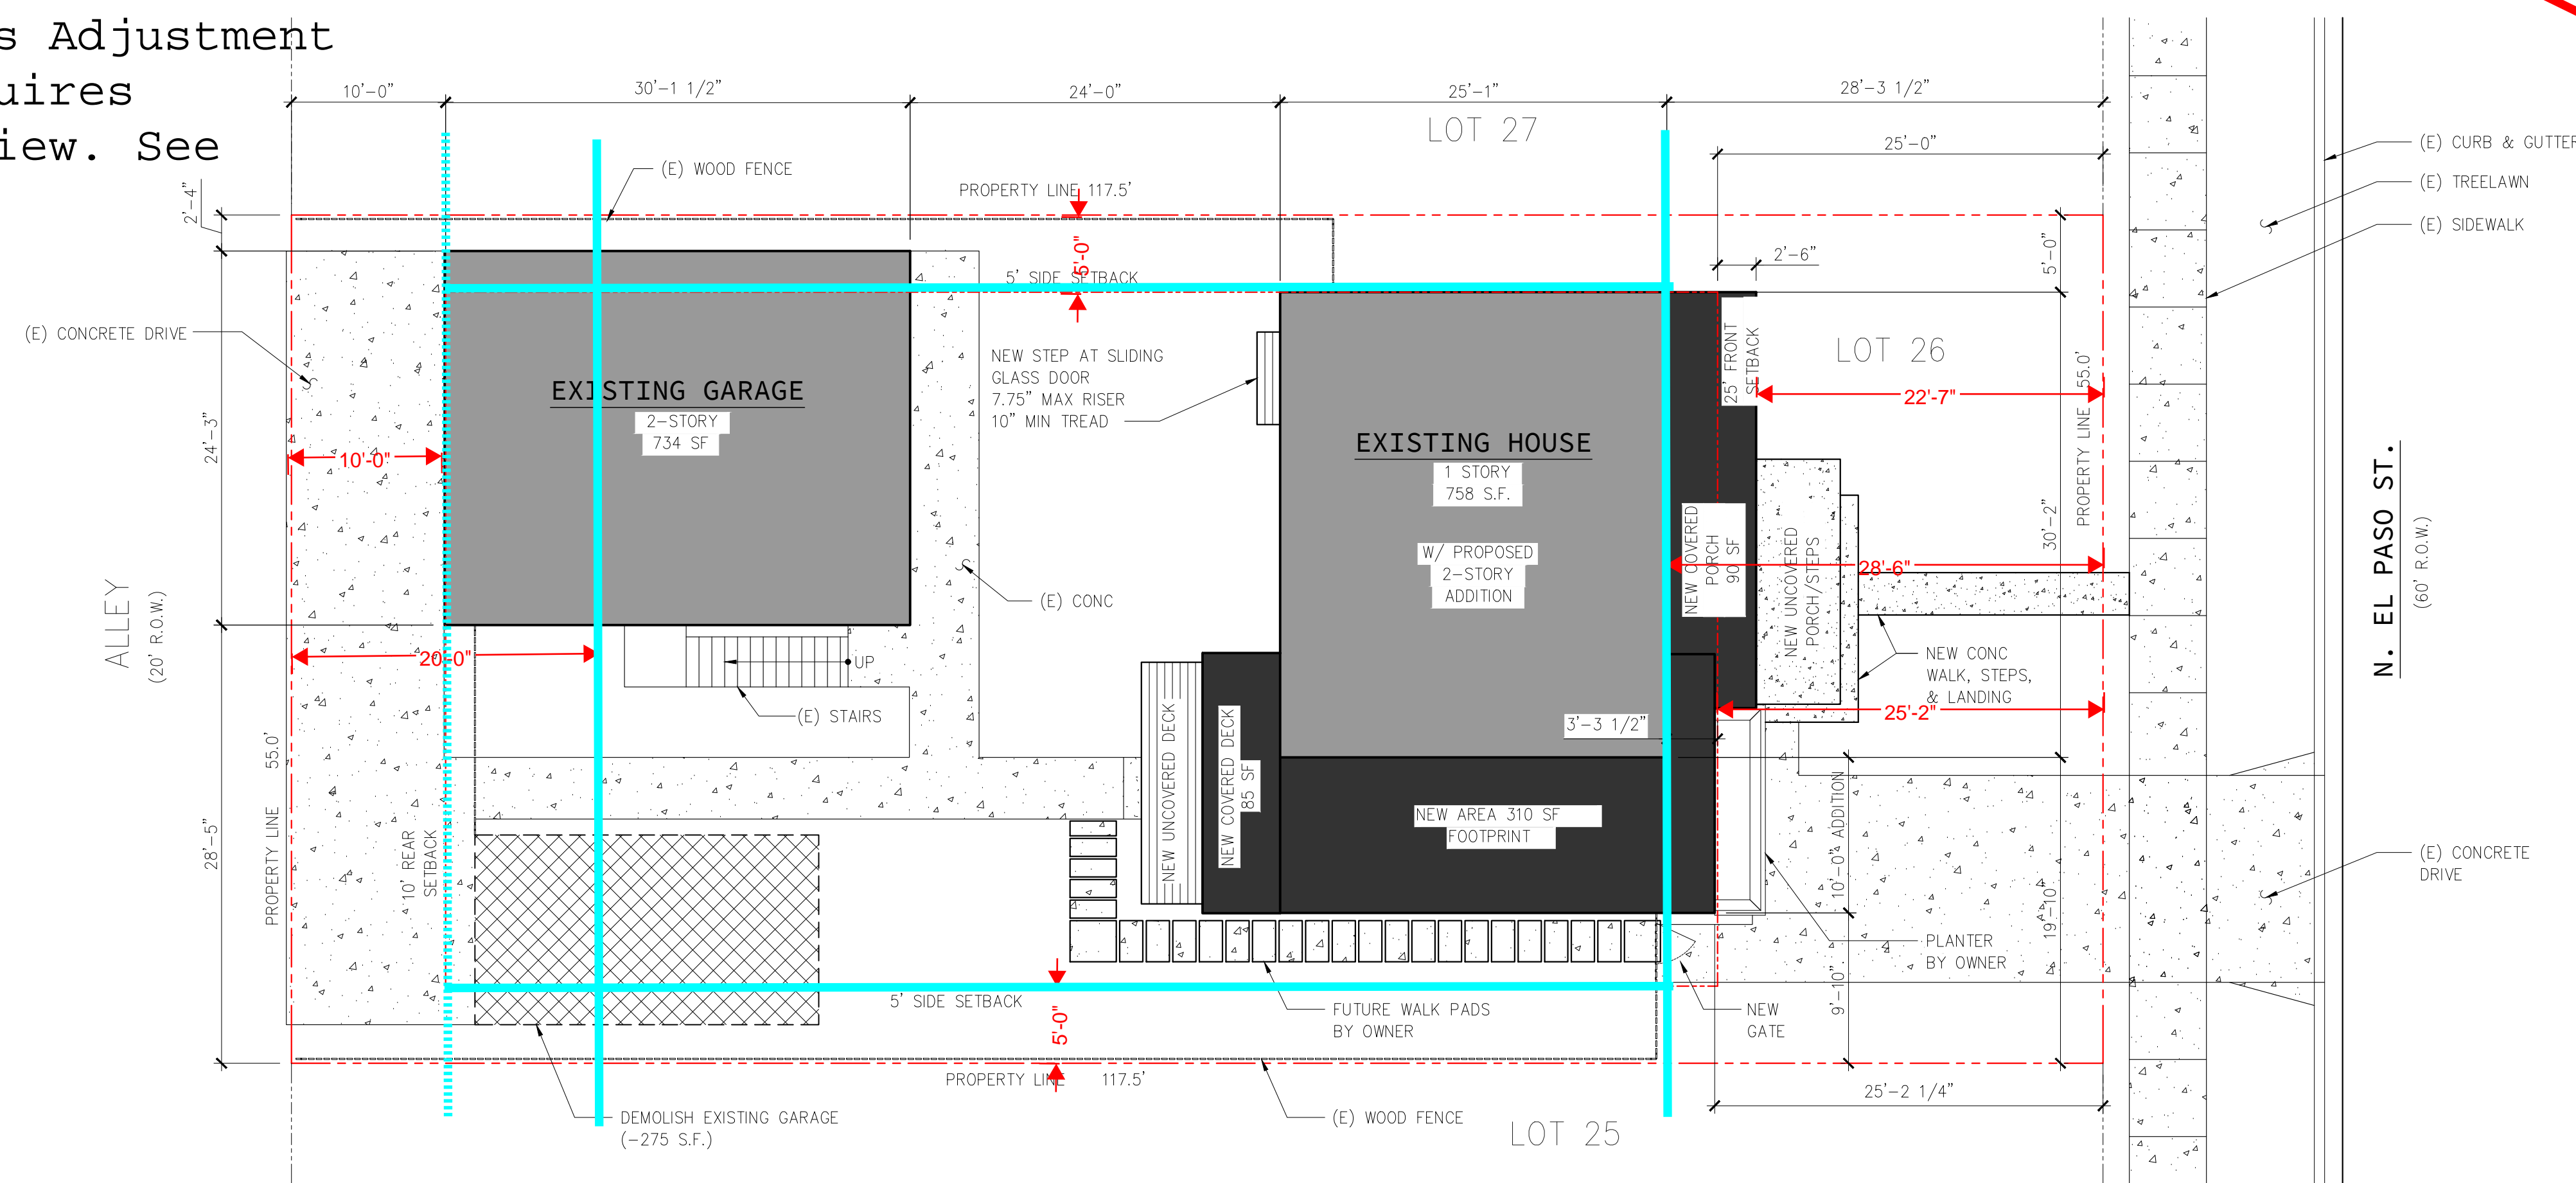 s Adjustment
uires
iew. See
10'-0"
30'-1 1/2"
24'-0"
25'-1"
28'-3 1/2"
LOT 27
25'-0"
(E) CURB & GUTTER
(E) TREELAWN
(E) SIDEWALK
2'-4"
(E) WOOD FENCE
PROPERTY LINE 117.5'
5'-0"
5' SIDE SETBACK
2'-6"
5'-0"
(E) CONCRETE DRIVE
EXISTING GARAGE
2-STORY
734 SF
NEW STEP AT SLIDING
GLASS DOOR
7.75" MAX RISER
10" MIN TREAD
25' FRONT
SETBACK
LOT 26
PROPERTY LINE 55.0'
22'-7"
24'-3"
10'-0"
EXISTING HOUSE
1 STORY
758 S.F.
W/ PROPOSED
2-STORY
ADDITION
NEW COVERED
PORCH
90 SF
NEW UNCOVERED
PORCH/STEPS
28'-6"
30'-2"
N. EL PASO ST.
(60' R.O.W.)
ALLEY
(20' R.O.W.)
(E) CONC
20'-0"
UP
(E) STAIRS
NEW CONC
WALK, STEPS,
& LANDING
25'-2"
3'-3 1/2"
NEW UNCOVERED DECK
NEW COVERED DECK
85 SF
NEW AREA 310 SF
FOOTPRINT
10'-0" ADDITION
19'-10"
9'-10"
28'-5"
PROPERTY LINE 55.0'
10' REAR
SETBACK
(E) CONCRETE
DRIVE
PLANTER
BY OWNER
5' SIDE SETBACK
5'-0"
FUTURE WALK PADS
BY OWNER
NEW
GATE
PROPERTY LINE 117.5'
25'-2 1/4"
DEMOLISH EXISTING GARAGE
(-275 S.F.)
(E) WOOD FENCE
LOT 25